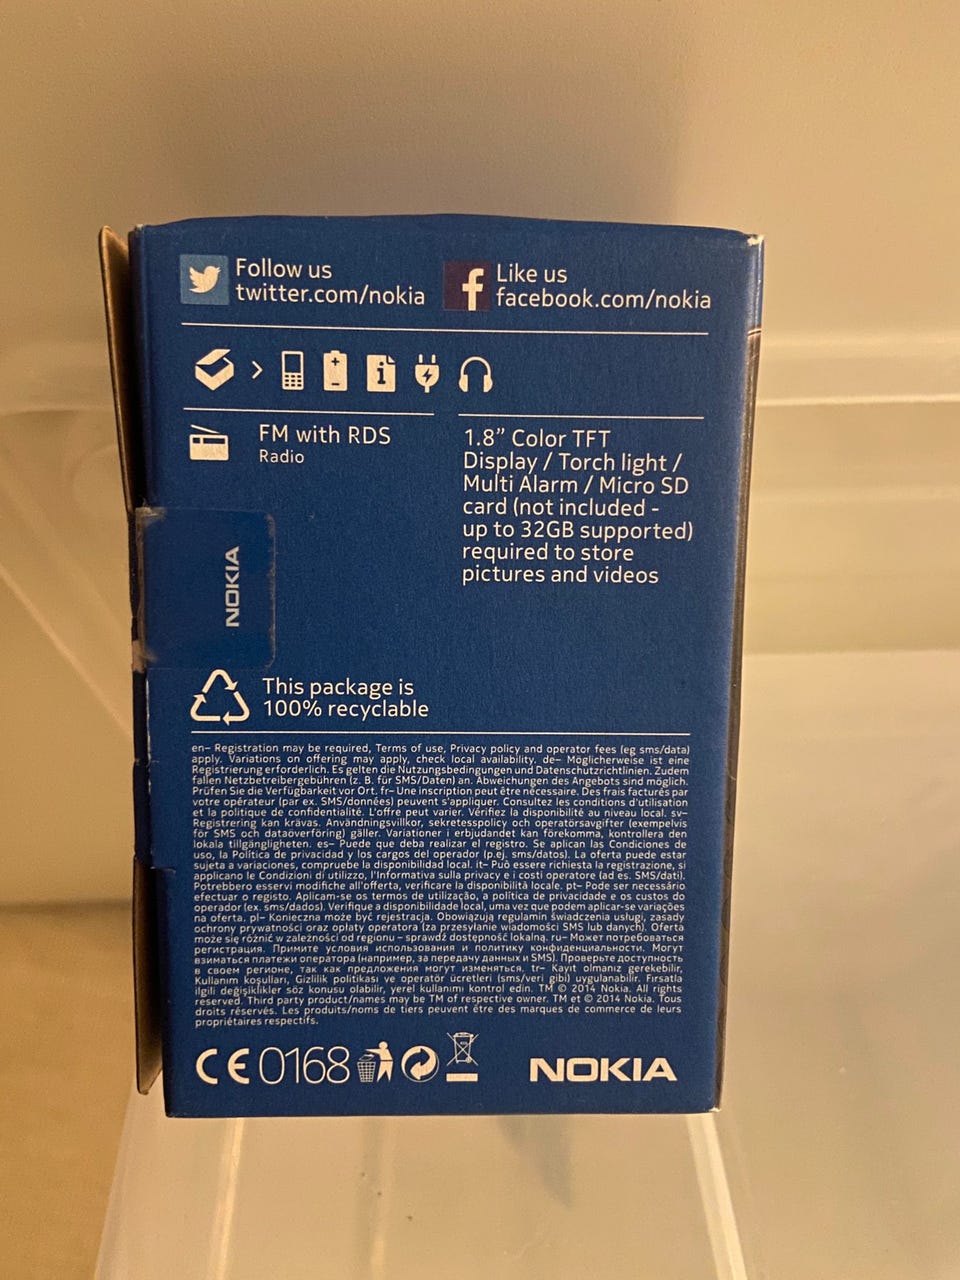 Follow us
twitter.com/nokia
Like us
facebook.com/nokia
FM with RDS
Radio
1.8” Color TFT
Display / Torch light /
Multi Alarm / Micro SD
card (not included -
up to 32GB supported)
required to store
pictures and videos
NOKIA
This package is
100% recyclable
en– Registration may be required, Terms of use, Privacy policy and operator fees (eg sms/data)
apply. Variations on offering may apply, check local availability. de– Möglicherweise ist eine
Registrierung erforderlich. Es gelten die Nutzungsbedingungen und Datenschutzrichtlinien. Zudem
fallen Netzbetreibergebühren (z. B. für SMS/Daten) an. Abweichungen des Angebots sind möglich.
Prüfen Sie die Verfügbarkeit vor Ort. fr– Une inscription peut être nécessaire. Des frais facturés par
votre opérateur (par ex. SMS/données) peuvent s'appliquer. Consultez les conditions d'utilisation
et la politique de confidentialité. L'offre peut varier. Vérifiez la disponibilité au niveau local. sv–
Registrering kan krävas. Användningsvillkor, sekretesspolicy och operatörsavgifter (exempelvis
för SMS och dataöverföring) gäller. Variationer i erbjudandet kan förekomma, kontrollera den
lokala tillgängligheten. es– Puede que deba realizar el registro. Se aplican las Condiciones de
uso, la Política de privacidad y los cargos del operador (p.ej. sms/datos). La oferta puede estar
sujeta a variaciones, compruebe la disponibilidad local. it– Può essere richiesta la registrazione, si
applicano le Condizioni di utilizzo, l'Informativa sulla privacy e i costi operatore (ad es. SMS/dati).
Potrebbero esservi modifiche all'offerta, verificare la disponibilità locale. pt– Pode ser necessário
efectuar o registo. Aplicam-se os termos de utilização, a política de privacidade e os custos do
operador (ex. sms/dados). Verifique a disponibilidade local, uma vez que podem aplicar-se variações
na oferta. pl– Konieczna może być rejestracja. Obowiązują regulamin świadczenia usługi, zasady
ochrony prywatności oraz opłaty operatora (za przesyłanie wiadomości SMS lub danych). Oferta
może się różnić w zależności od regionu – sprawdź dostępność lokalną. ru– Может потребоваться
регистрация. Примите условия использования и политику конфиденциальности. Могут
взиматься платежи оператора (например, за передачу данных и SMS). Проверьте доступность
в своем регионе, так как предложения могут изменяться. tr– Kayıt olmanız gerekebilir,
Kullanım koşulları, Gizlilik politikası ve operatör ücretleri (sms/veri gibi) uygulanabilir. Fırsatla
ilgili değişiklikler söz konusu olabilir, yerel kullanımı kontrol edin. TM © 2014 Nokia. All rights
reserved. Third party product/names may be TM of respective owner. TM et © 2014 Nokia. Tous
droits réservés. Les produits/noms de tiers peuvent être des marques de commerce de leurs
propriétaires respectifs.
CE 0168
NOKIA